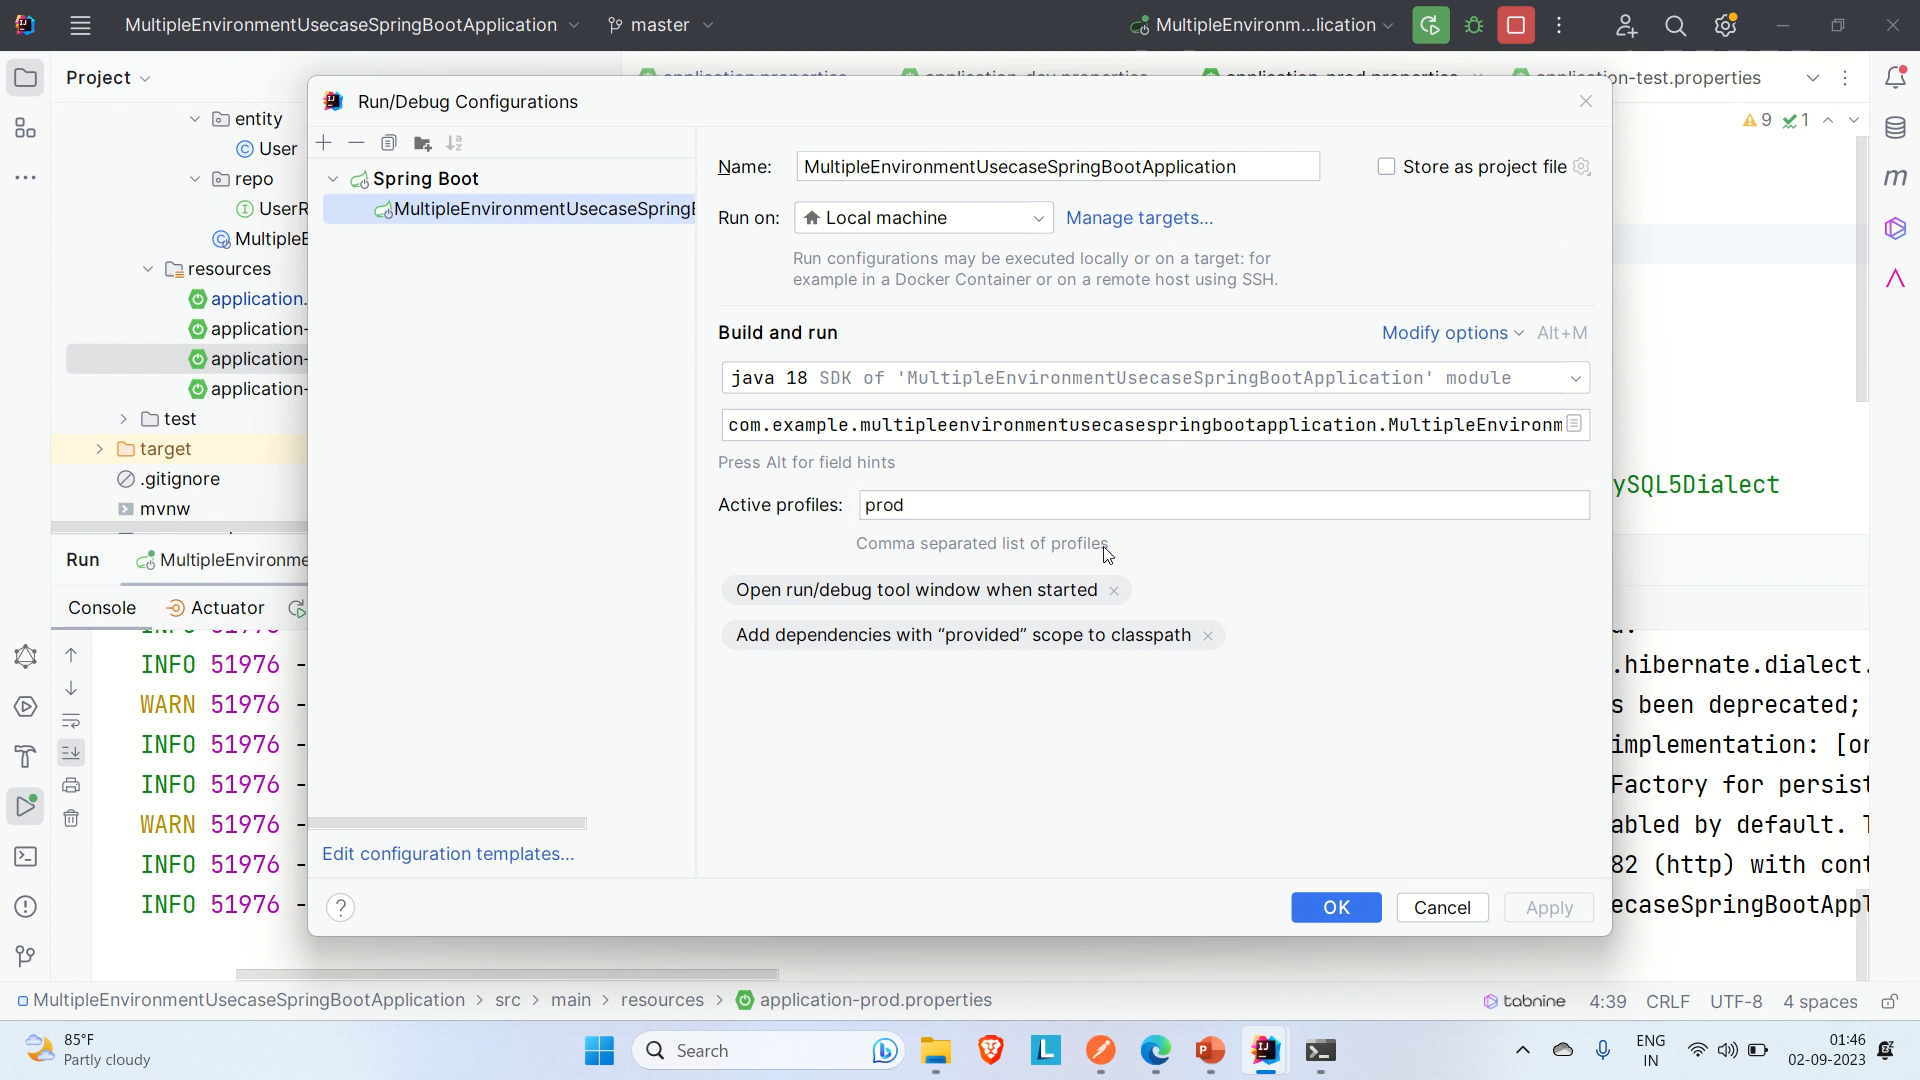 MultipleEnvironmentUsecaseSpringBootApplication
master
MultipleEnvironm...lication
Project
application-test.properties
entity
User
repo
UserR
MultipleE
resources
application.
application-
application-
application-
test
target
.gitignore
mvnw
9
1
ySQL5Dialect
Run/Debug Configurations
Spring Boot
MultipleEnvironmentUsecaseSpringE
Edit configuration templates...
Name: MultipleEnvironmentUsecaseSpringBootApplication
Store as project file
Run on: Local machine
Manage targets...
Run configurations may be executed locally or on a target: for
example in a Docker Container or on a remote host using SSH.
Build and run
Modify options Alt+M
java 18 SDK of 'MultipleEnvironmentUsecaseSpringBootApplication' module
com.example.multipleenvironmentusecasespringbootapplication.MultipleEnvironm
Press Alt for field hints
Active profiles: prod
Comma separated list of profiles
Open run/debug tool window when started
Add dependencies with “provided” scope to classpath
?
OK
Cancel
Apply
Run
MultipleEnvironme
Console
Actuator
INFO 51976 - .hibernate.dialect.
WARN 51976 - s been deprecated;
INFO 51976 - implementation: [or
INFO 51976 - Factory for persist
WARN 51976 - abled by default. T
INFO 51976 - 82 (http) with cont
INFO 51976 - ecaseSpringBootAppl
MultipleEnvironmentUsecaseSpringBootApplication > src > main > resources > application-prod.properties
tabnine
4:39
CRLF
UTF-8
4 spaces
85°F
Partly cloudy
Search
ENG
IN
01:46
02-09-2023